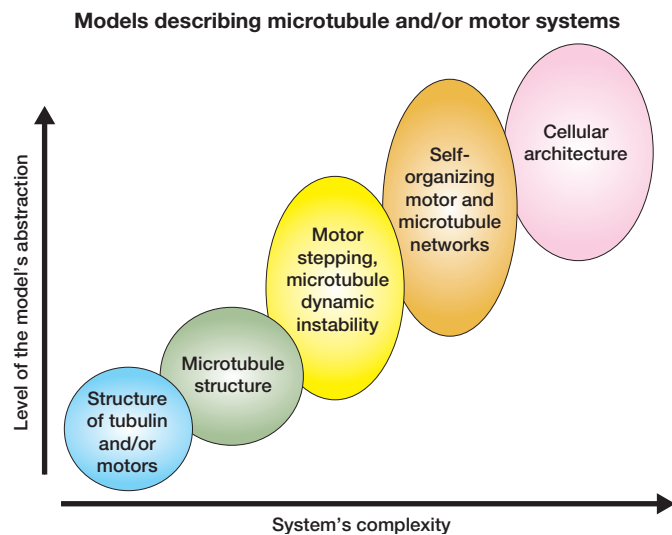 Models describing microtubule and/or motor systems
Level of the model's abstraction
Cellular
architecture
Self-
organizing
motor and
microtubule
networks
Motor
stepping,
microtubule
dynamic
instability
Microtubule
structure
Structure
of tubulin
and/or
motors
System's complexity